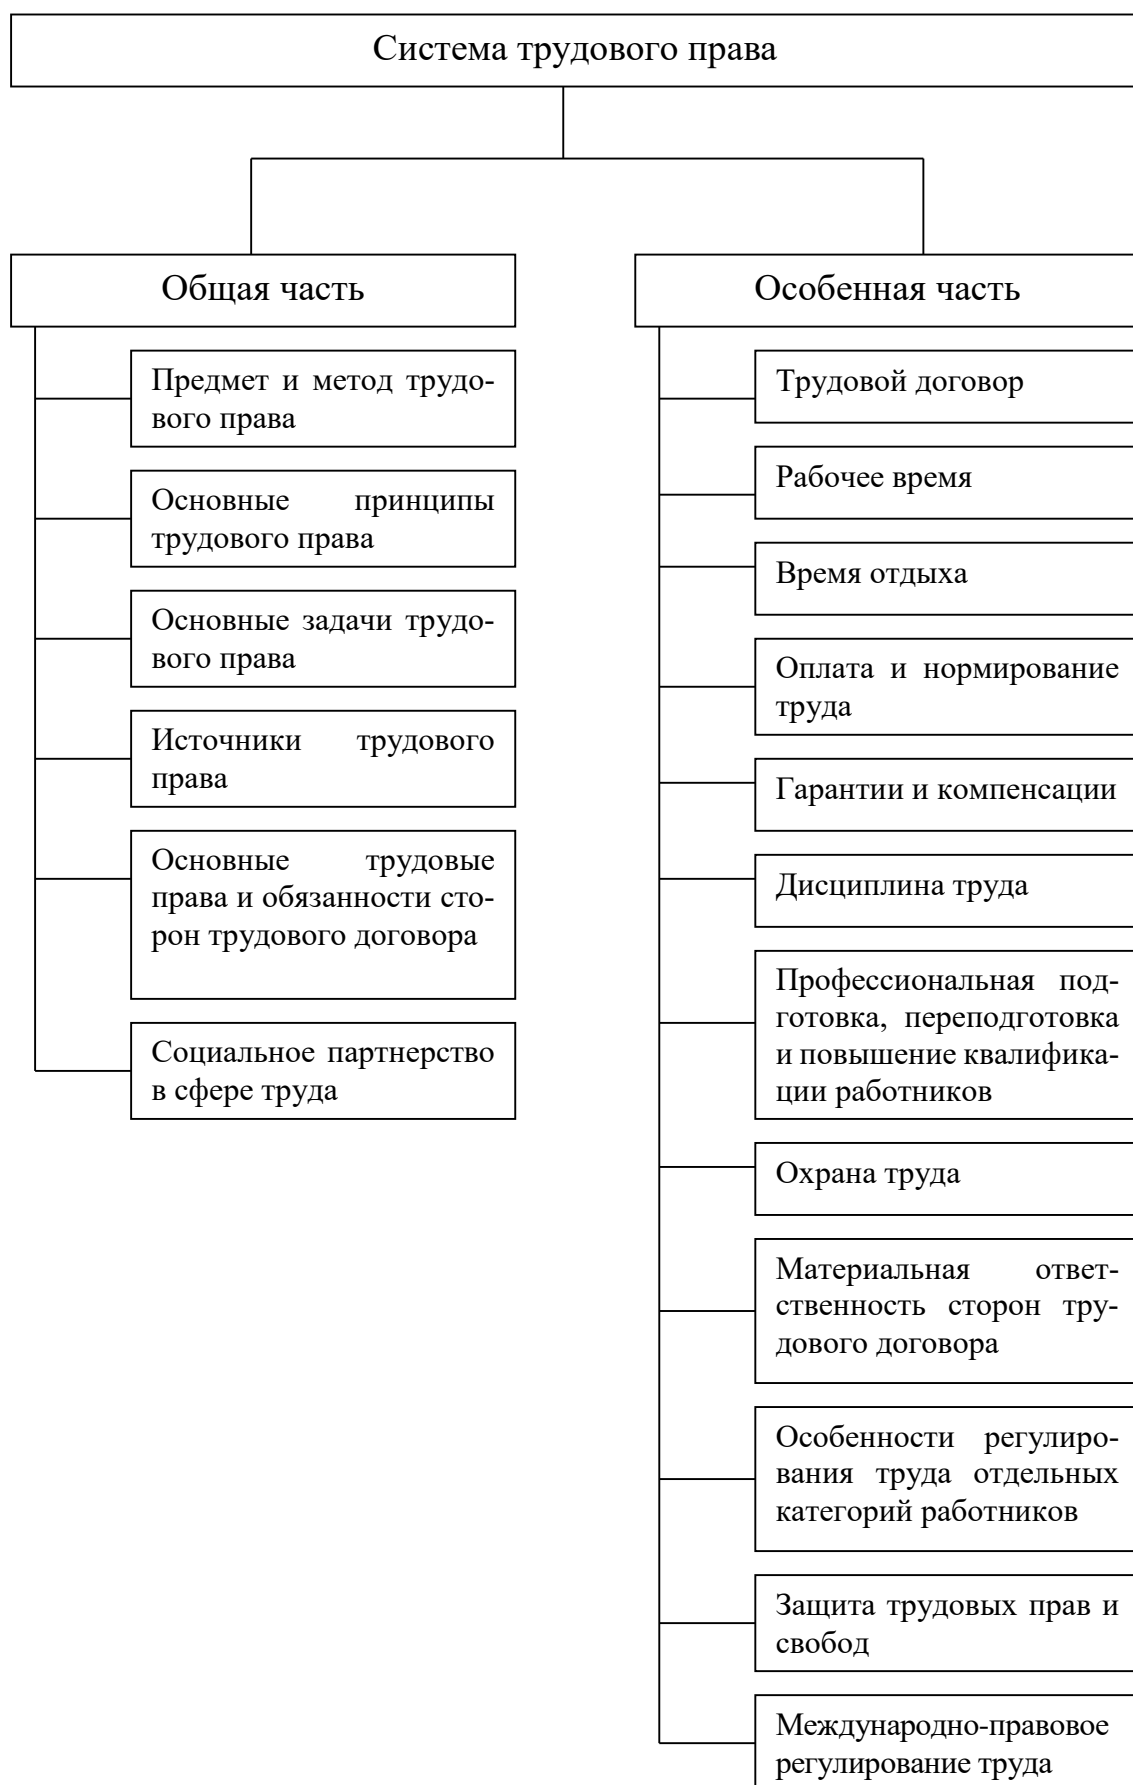 Система трудового права
Общая часть
Предмет и метод трудо-
вого права
Основные принципы
трудового права
Основные задачи трудо-
вого права
Источники трудового
права
Основные трудовые
права и обязанности сто-
рон трудового договора
Социальное партнерство
в сфере труда
Особенная часть
Трудовой договор
Рабочее время
Время отдыха
Оплата и нормирование
труда
Гарантии и компенсации
Дисциплина труда
Профессиональная под-
готовка, переподготовка
и повышение квалифика-
ции работников
Охрана труда
Материальная ответ-
ственность сторон тру-
дового договора
Особенности регулиро-
вания труда отдельных
категорий работников
Защита трудовых прав и
свобод
Международно-правовое
регулирование труда